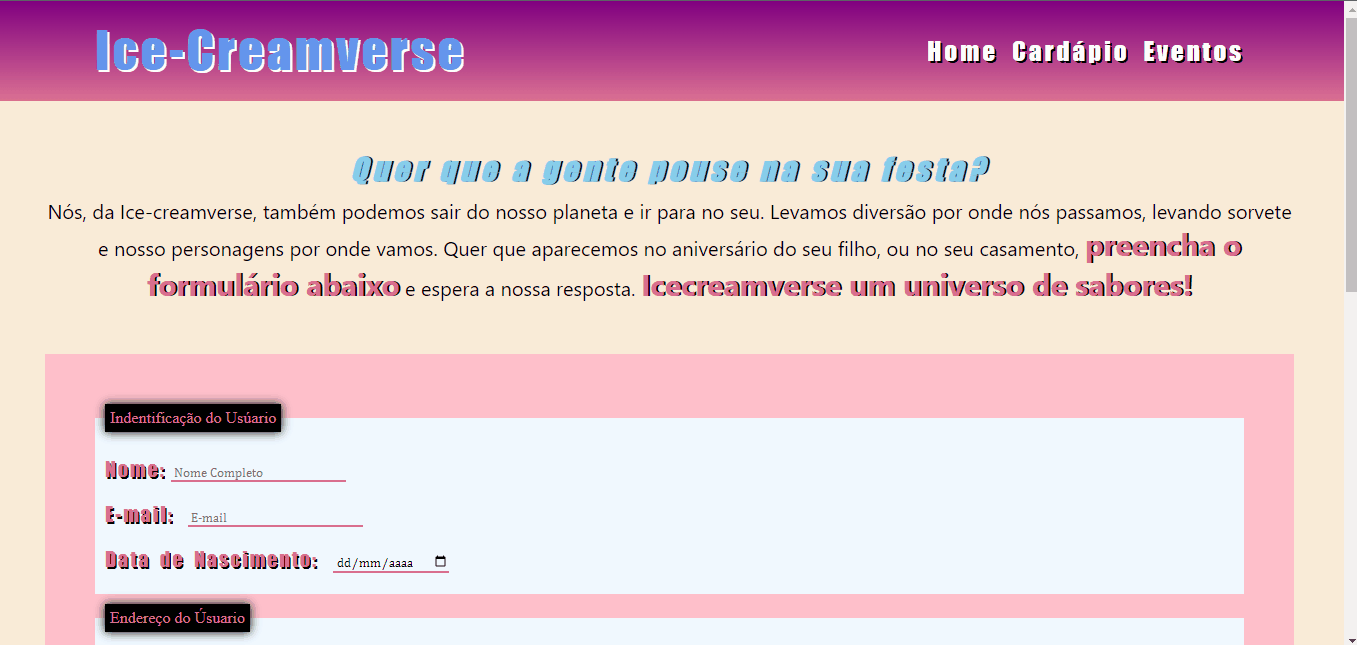 Ice-Creamverse
Home Cardápio Eventos
Quer que a gente pouse na sua festa?
Nós, da Ice-creamverse, também podemos sair do nosso planeta e ir para no seu. Levamos diversão por onde nós passamos, levando sorvete
e nosso personagens por onde vamos. Quer que aparecemos no aniversário do seu filho, ou no seu casamento, preencha o
formulário abaixo e espera a nossa resposta. Icecreamverse um universo de sabores!
Indentificação do Usúario
Nome: Nome Completo
E-mail: E-mail
Data de Nascimento: dd/mm/aaaa
Endereço do Úsuario